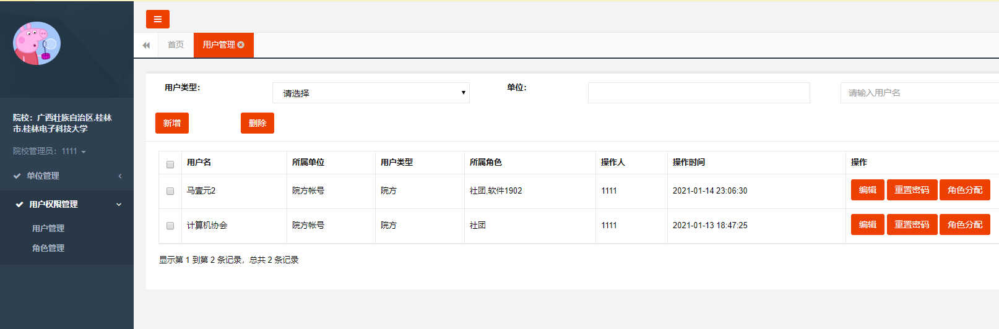 院校：广西壮族自治区.桂林
市.桂林电子科技大学
院校管理员：1111
单位管理
用户权限管理
用户管理
角色管理
首页 用户管理
用户类型： 请选择 单位： 请输入用户名
新增 删除
用户名 所属单位 用户类型 所属角色 操作人 操作时间 操作
马壹元2 院方帐号 院方 社团,软件1902 1111 2021-01-14 23:06:30 编辑 重置密码 角色分配
计算机协会 院方帐号 院方 社团 1111 2021-01-13 18:47:25 编辑 重置密码 角色分配
显示第 1 到第 2 条记录，总共 2 条记录